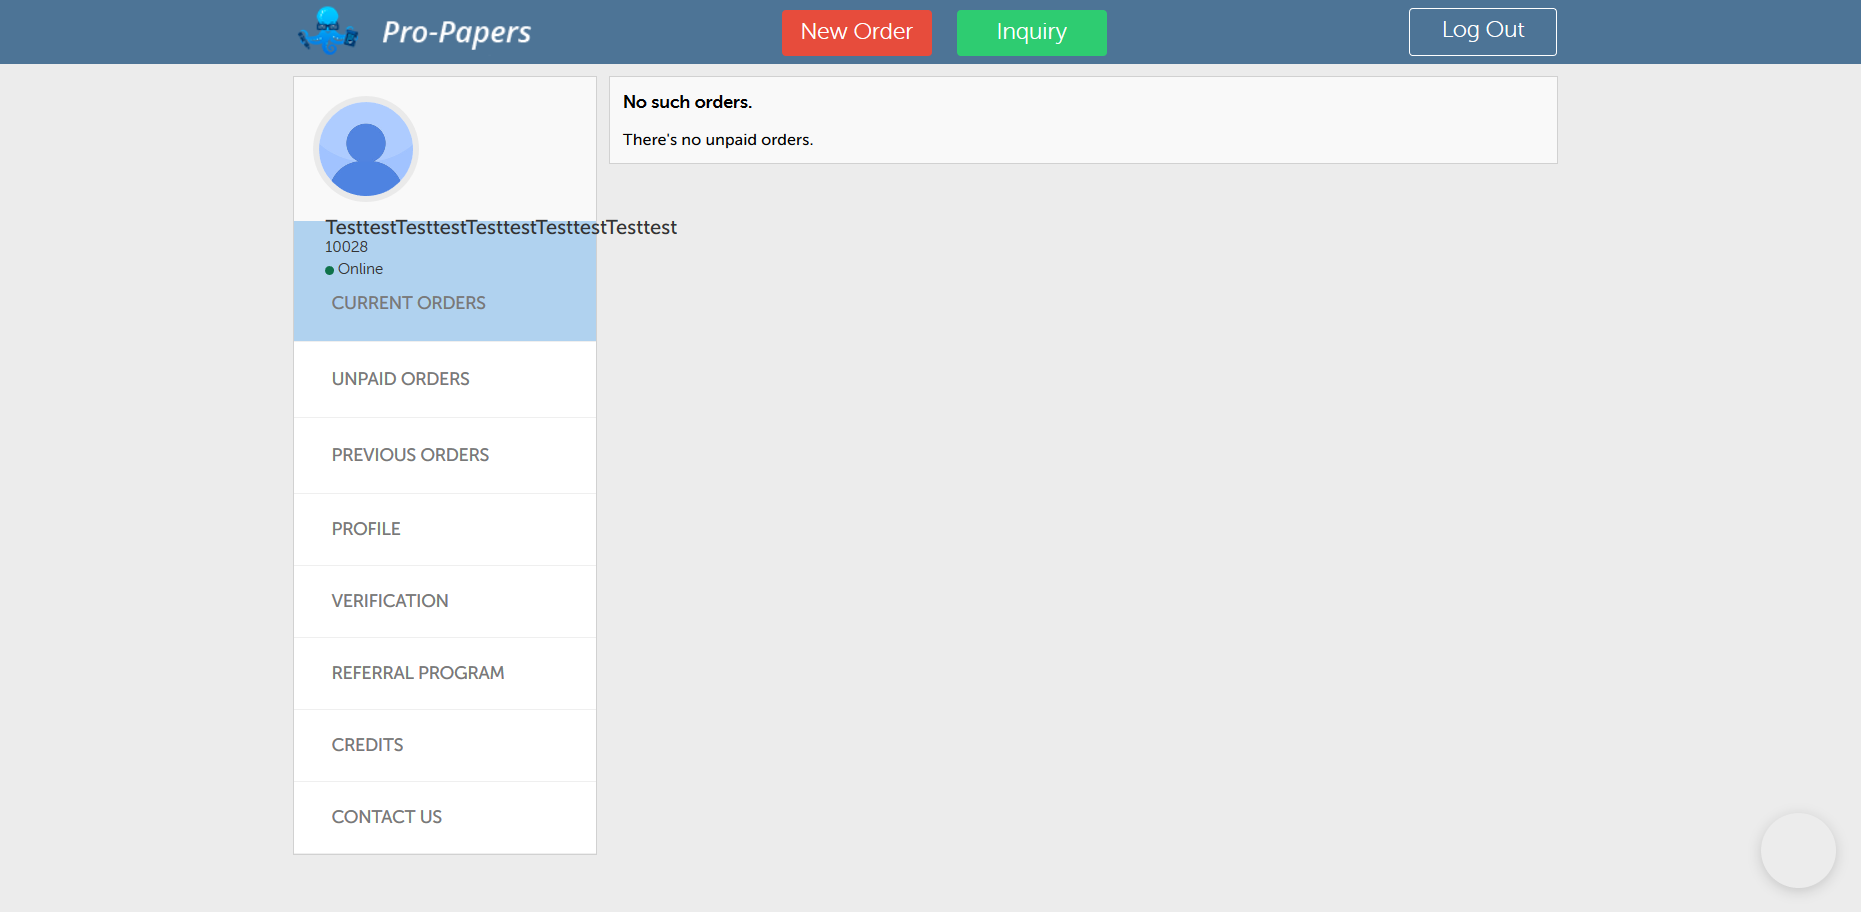 Pro-Papers
New Order
Inquiry
Log Out
No such orders.
There's no unpaid orders.
TesttestTesttestTesttestTesttestTesttest
10028
Online
CURRENT ORDERS
UNPAID ORDERS
PREVIOUS ORDERS
PROFILE
VERIFICATION
REFERRAL PROGRAM
CREDITS
CONTACT US